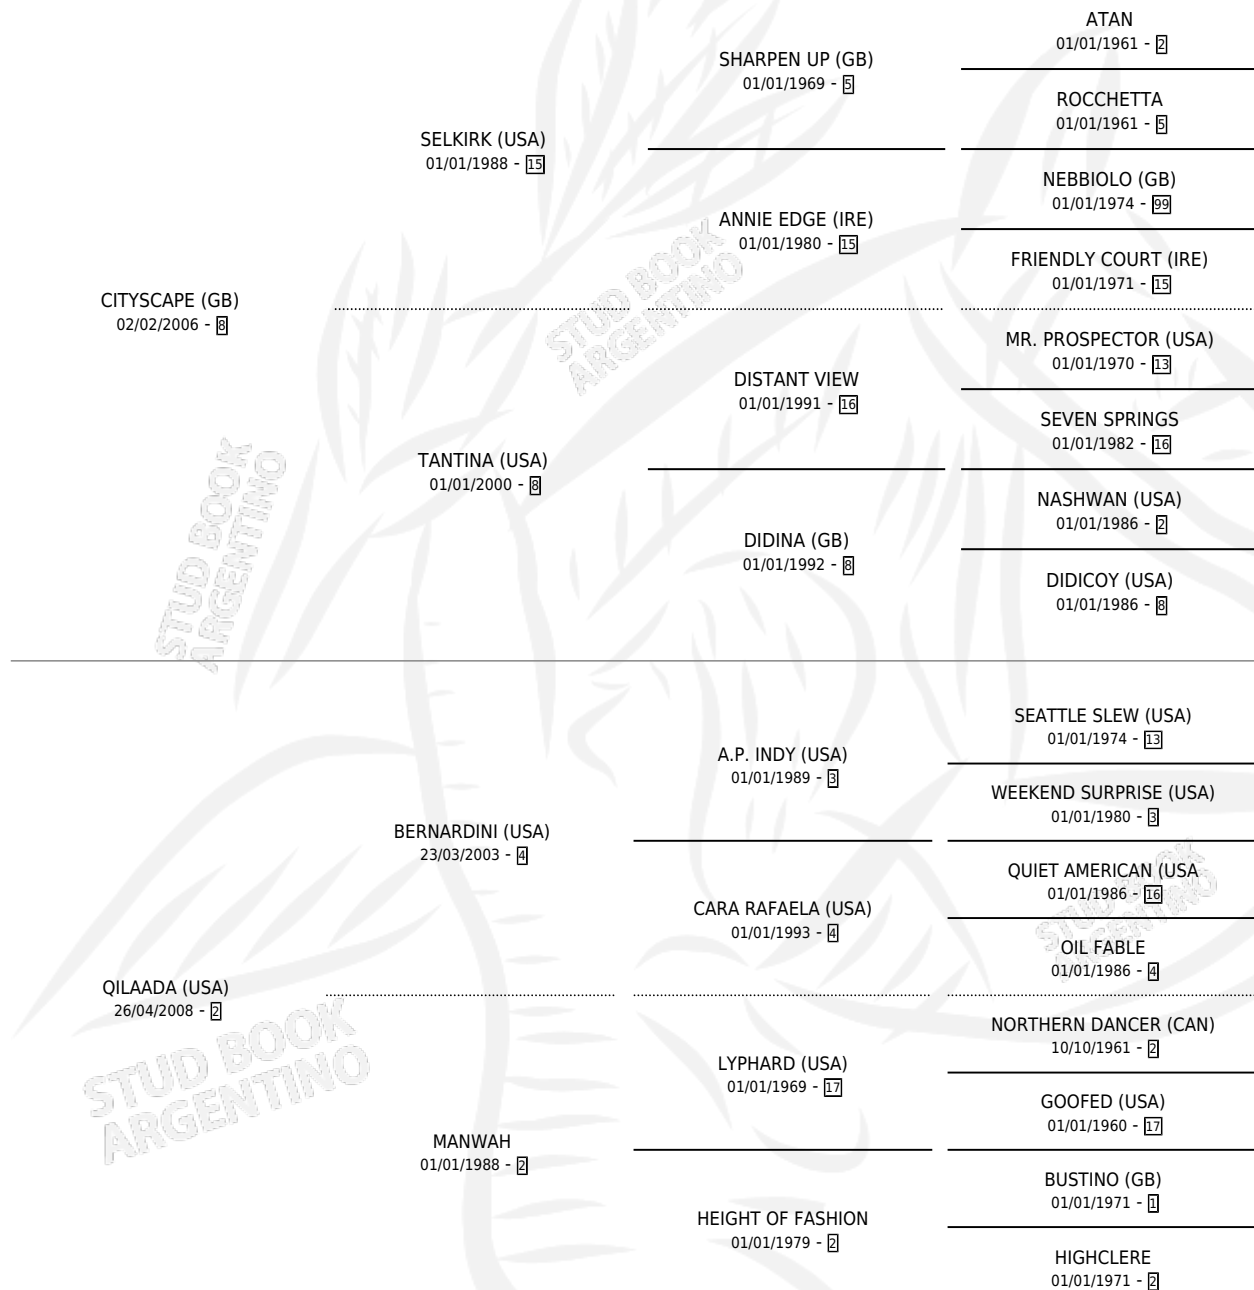 CITYSCAPE (GB)
02/02/2006 - 8
SELKIRK (USA)
01/01/1988 - 15
TANTINA (USA)
01/01/2000 - 8
SHARPEN UP (GB)
01/01/1969 - 5
ANNIE EDGE (IRE)
01/01/1980 - 15
DISTANT VIEW
01/01/1991 - 16
DIDINA (GB)
01/01/1992 - 8
ATAN
01/01/1961 - 2
ROCCHETTA
01/01/1961 - 5
NEBBIOLO (GB)
01/01/1974 - 99
FRIENDLY COURT (IRE)
01/01/1971 - 15
MR. PROSPECTOR (USA)
01/01/1970 - 13
SEVEN SPRINGS
01/01/1982 - 16
NASHWAN (USA)
01/01/1986 - 2
DIDICOY (USA)
01/01/1986 - 8
STUD BOOK
ARGENTINO
STUD BOOK
ARGENTINO
QILAADA (USA)
26/04/2008 - 2
BERNARDINI (USA)
23/03/2003 - 4
MANWAH
01/01/1988 - 2
A.P. INDY (USA)
01/01/1989 - 3
CARA RAFAELA (USA)
01/01/1993 - 4
LYPHARD (USA)
01/01/1969 - 17
HEIGHT OF FASHION
01/01/1979 - 2
SEATTLE SLEW (USA)
01/01/1974 - 13
WEEKEND SURPRISE (USA)
01/01/1980 - 3
QUIET AMERICAN (USA
01/01/1986 - 16
OIL FABLE
01/01/1986 - 4
NORTHERN DANCER (CAN)
10/10/1961 - 2
GOOFED (USA)
01/01/1960 - 17
BUSTINO (GB)
01/01/1971 - 1
HIGHCLERE
01/01/1971 - 2
STUD BOOK
ARGENTINO
STUD BOOK
ARGENTINO